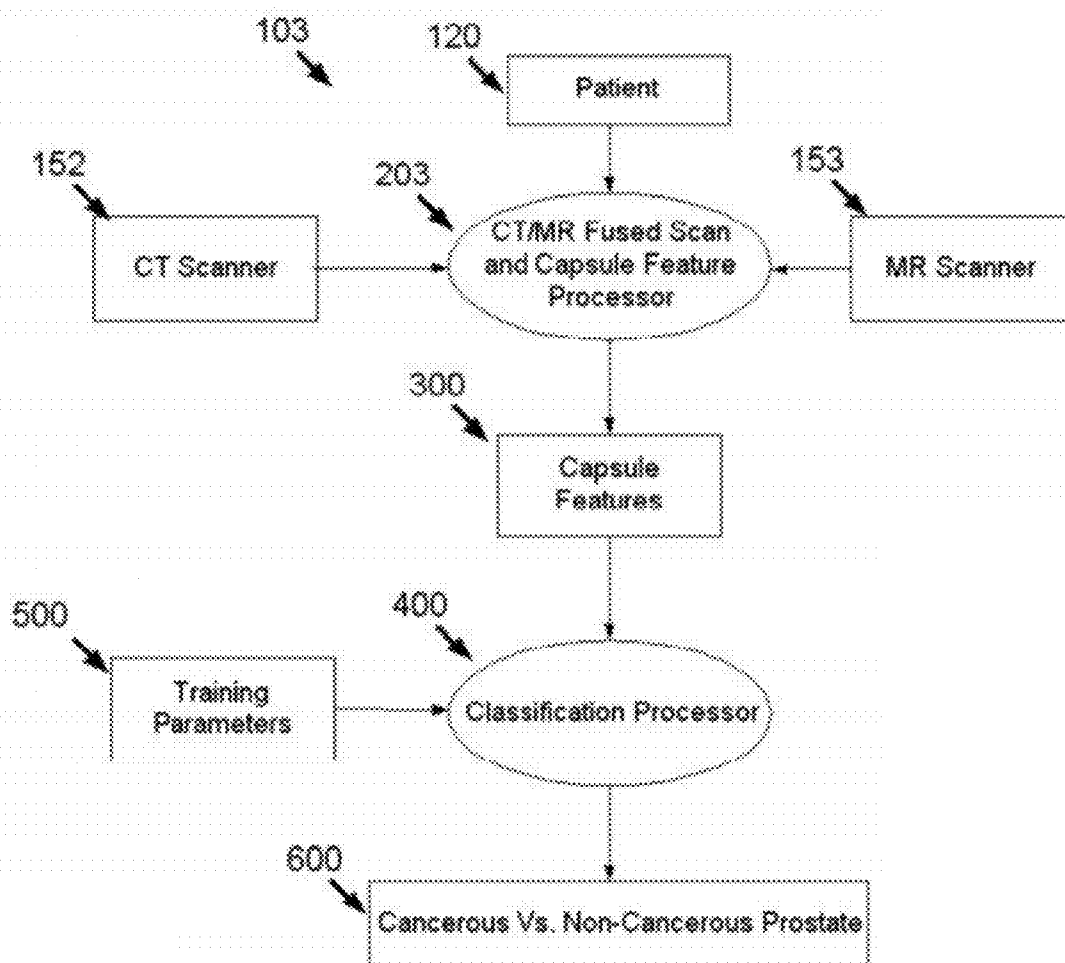 103
120
Patient
152
203
153
CT Scanner
CT/MR Fused Scan
and Capsule Feature
Processor
MR Scanner
300
Capsule
Features
500
400
Training
Parameters
Classification Processor
600
Cancerous Vs. Non-Cancerous Prostate